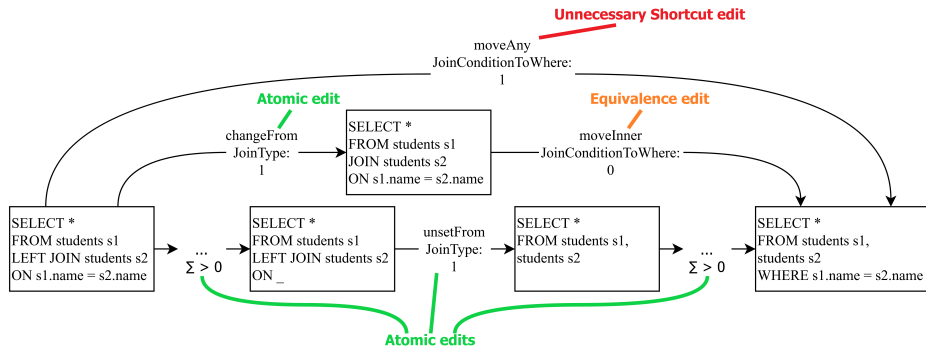 Unnecessary Shortcut edit
moveAny
JoinConditionToWhere:
1
Atomic edit
Equivalence edit
changeFrom
JoinType:
1
SELECT *
FROM students s1
JOIN students s2
ON s1.name = s2.name
moveInner
JoinConditionToWhere:
0
SELECT *
FROM students s1
LEFT JOIN students s2
ON s1.name = s2.name
...
Σ > 0
SELECT *
FROM students s1
LEFT JOIN students s2
ON _
unsetFrom
JoinType:
1
SELECT *
FROM students s1,
students s2
...
Σ > 0
SELECT *
FROM students s1,
students s2
WHERE s1.name = s2.name
Atomic edits